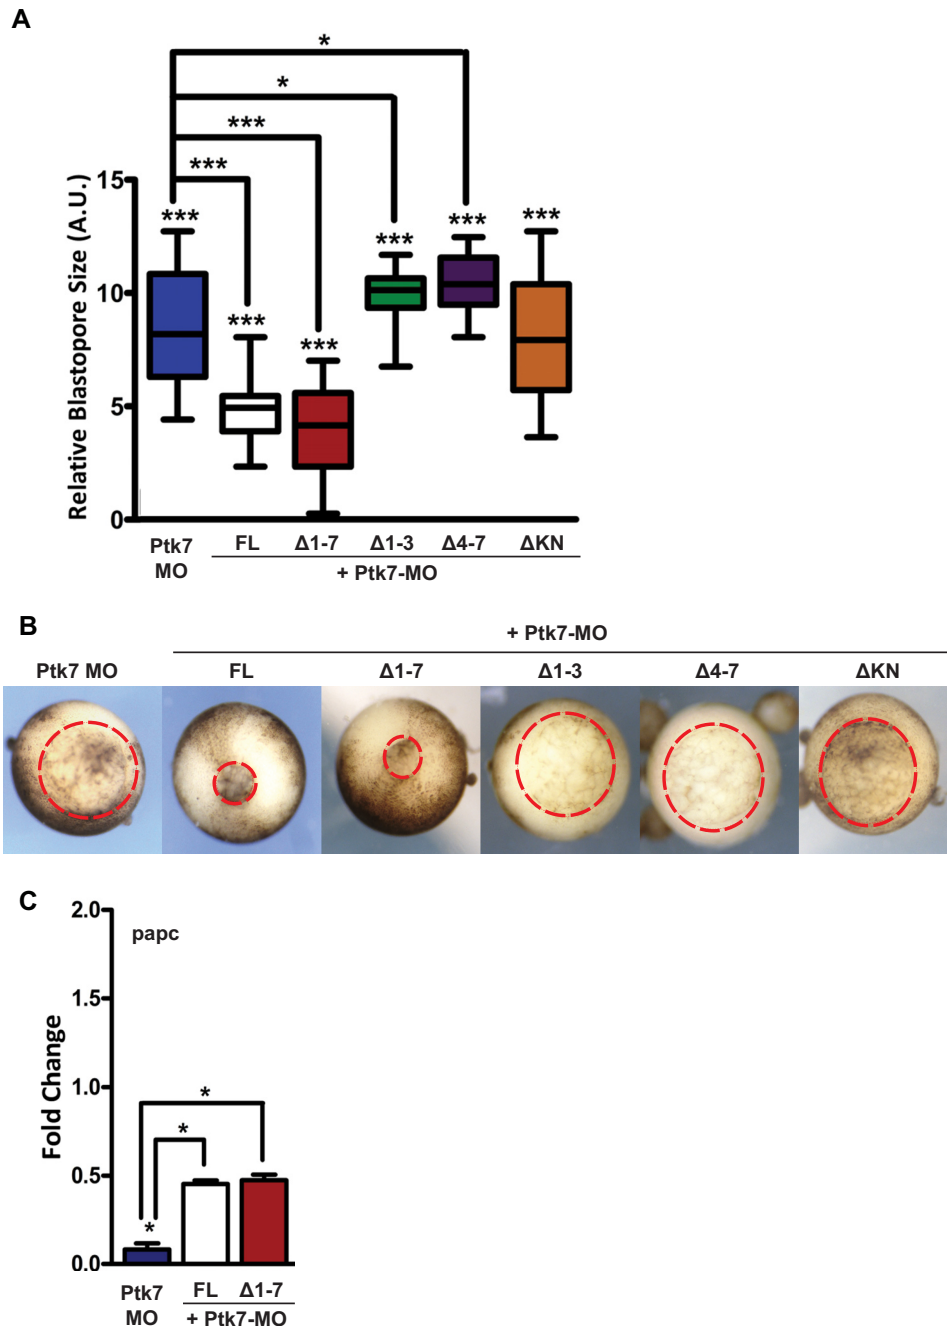 A
*
*
***
***
15
***
***
***
***
***
***
10
5
0
Relative Blastopore Size (A.U.)
Ptk7 MO
FL
Δ1-7
Δ1-3
Δ4-7
ΔKN
+ Ptk7-MO
B
+ Ptk7-MO
Ptk7 MO
FL
Δ1-7
Δ1-3
Δ4-7
ΔKN
C
2.0
papc
1.5
1.0
*
*
0.5
*
0.0
Fold Change
Ptk7 MO
FL
Δ1-7
+ Ptk7-MO